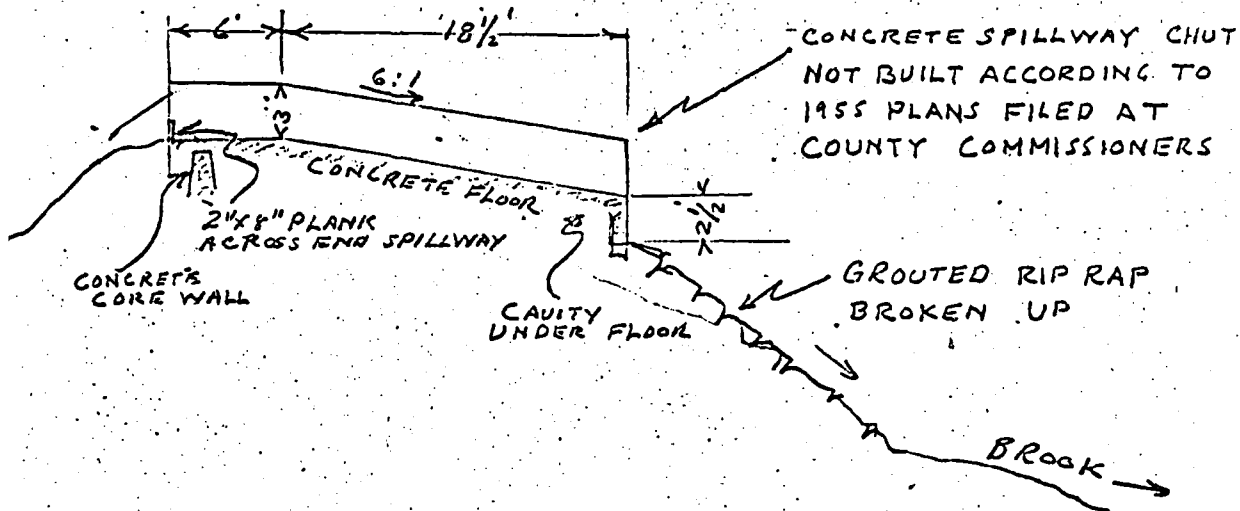 6'
18½'
6:1
3'
CONCRETE SPILLWAY CHUT
NOT BUILT ACCORDING TO
1955 PLANS FILED AT
COUNTY COMMISSIONERS
CONCRETE FLOOR
2"x8" PLANK
ACROSS END SPILLWAY
CONCRETE
CORE WALL
2½'
CAVITY
UNDER FLOOR
GROUTED RIP RAP
BROKEN UP
BROOK